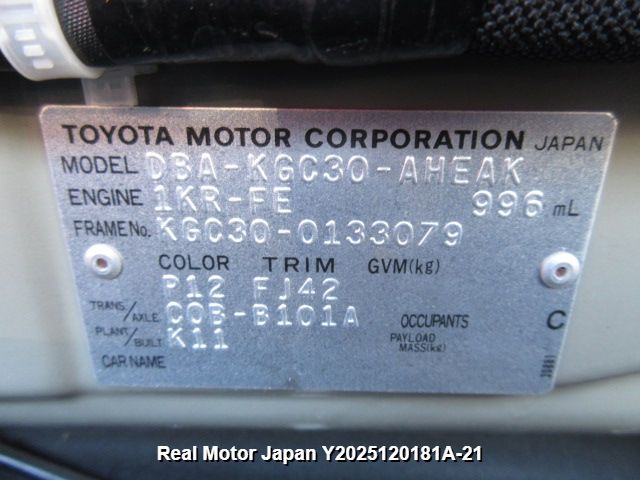 TOYOTA MOTOR CORPORATION JAPAN
MODEL DBA-KGC30-AHEAK
ENGINE 1KR-FE 996 mL
FRAME No. KGC30-0133079
COLOR TRIM GVM(kg)
P12 FJ42
TRANS/AXLE C0B-B101A OCCUPANTS C
PLANT/BUILT K11 PAYLOAD MASS(kg)
CAR NAME
Real Motor Japan Y2025120181A-21